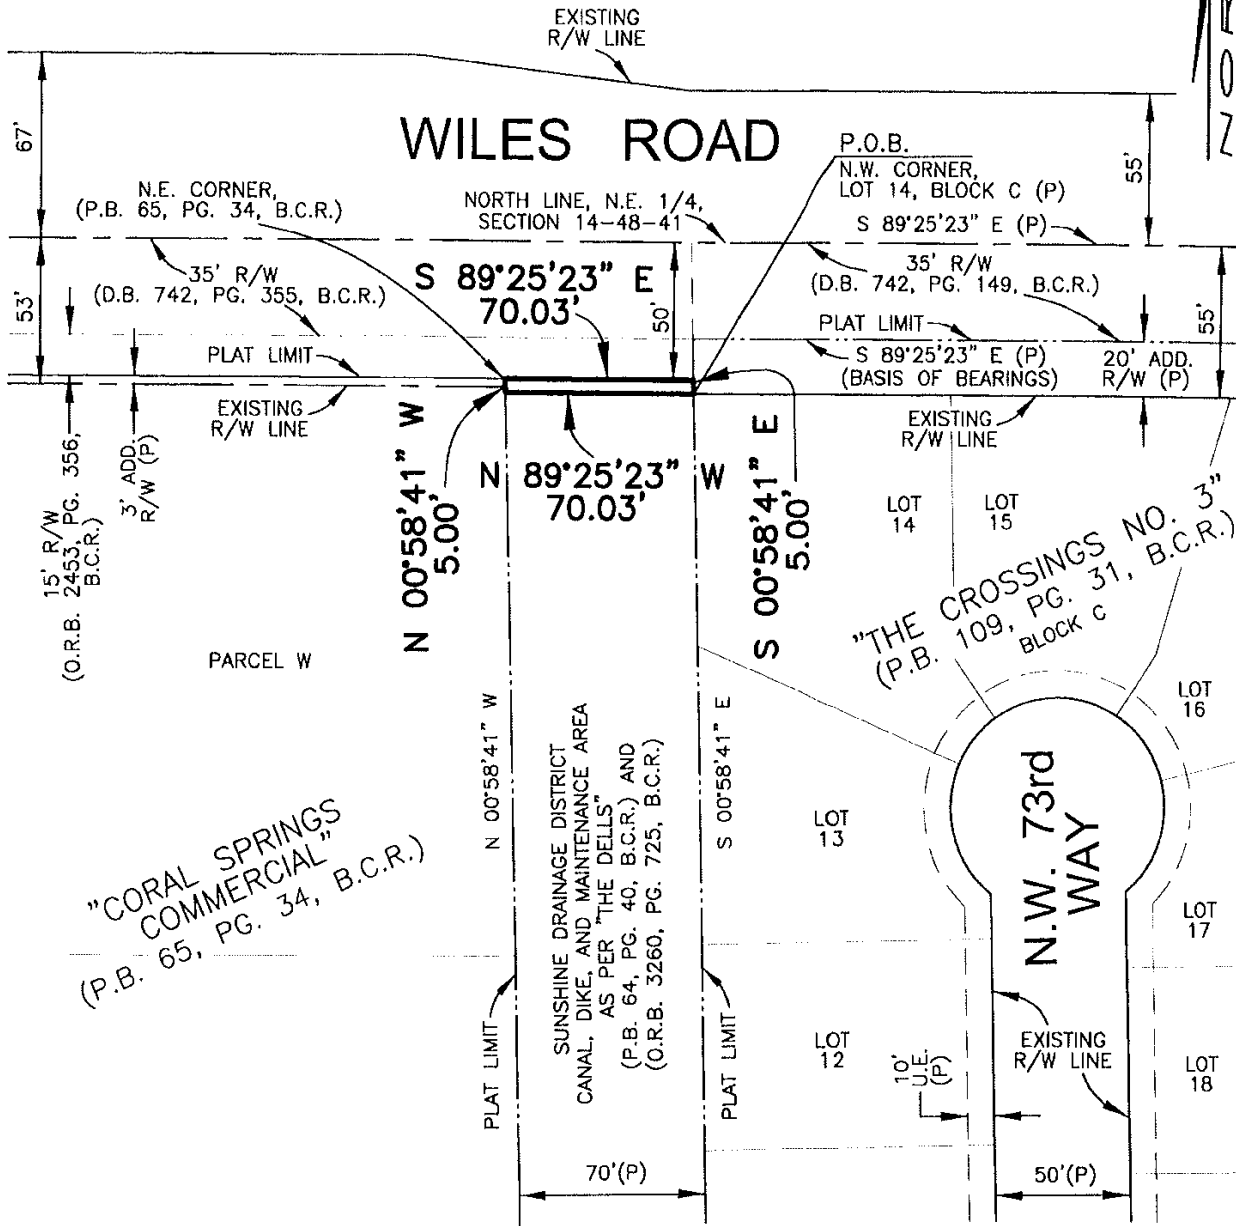 EXISTING
R/W LINE
NOR
WILES ROAD
67'
55'
P.O.B.
N.W. CORNER,
LOT 14, BLOCK C (P)
N.E. CORNER,
(P.B. 65, PG. 34, B.C.R.)
NORTH LINE, N.E. 1/4,
SECTION 14-48-41
S 89°25'23" E (P)
35' R/W
(D.B. 742, PG. 355, B.C.R.)
S 89°25'23" E
70.03'
50'
35' R/W
(D.B. 742, PG. 149, B.C.R.)
53'
55'
PLAT LIMIT
PLAT LIMIT
S 89°25'23" E (P)
(BASIS OF BEARINGS)
20' ADD.
R/W (P)
EXISTING
R/W LINE
EXISTING
R/W LINE
15' R/W
(O.R.B. 2453, PG. 356,
B.C.R.)
3' ADD.
R/W (P)
N 00°58'41" W
5.00'
N 89°25'23" W
70.03'
S 00°58'41" E
5.00'
LOT
14
LOT
15
"THE CROSSINGS NO. 3"
(P.B. 109, PG. 31, B.C.R.)
BLOCK C
PARCEL W
LOT
16
N 00°58'41" W
SUNSHINE DRAINAGE DISTRICT
CANAL, DIKE, AND MAINTENANCE AREA
AS PER "THE DELLS"
(P.B. 64, PG. 40, B.C.R.) AND
(O.R.B. 3260, PG. 725, B.C.R.)
S 00°58'41" E
"CORAL SPRINGS
COMMERCIAL"
(P.B. 65, PG. 34, B.C.R.)
LOT
13
N.W. 73rd
WAY
LOT
17
PLAT LIMIT
PLAT LIMIT
LOT
12
10'
U.E.
(P)
EXISTING
R/W LINE
LOT
18
70'(P)
50'(P)